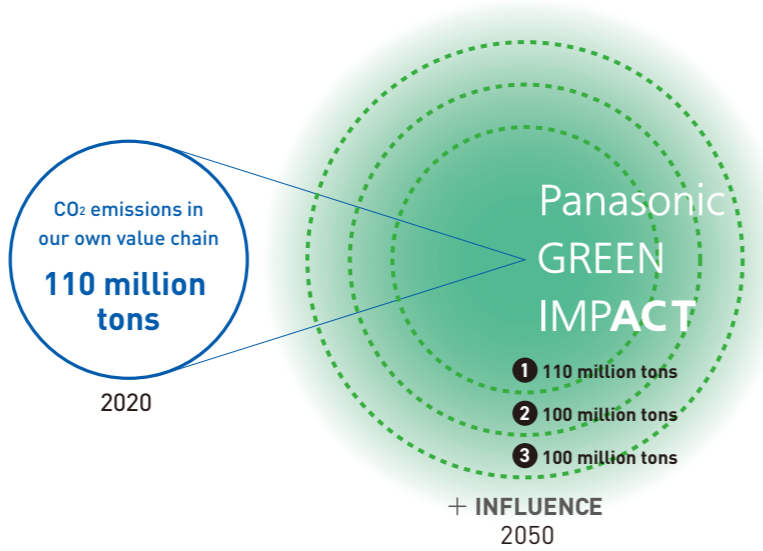 CO2 emissions in
our own value chain
110 million
tons
2020
Panasonic
GREEN
IMPACT
1 110 million tons
2 100 million tons
3 100 million tons
+ INFLUENCE
2050